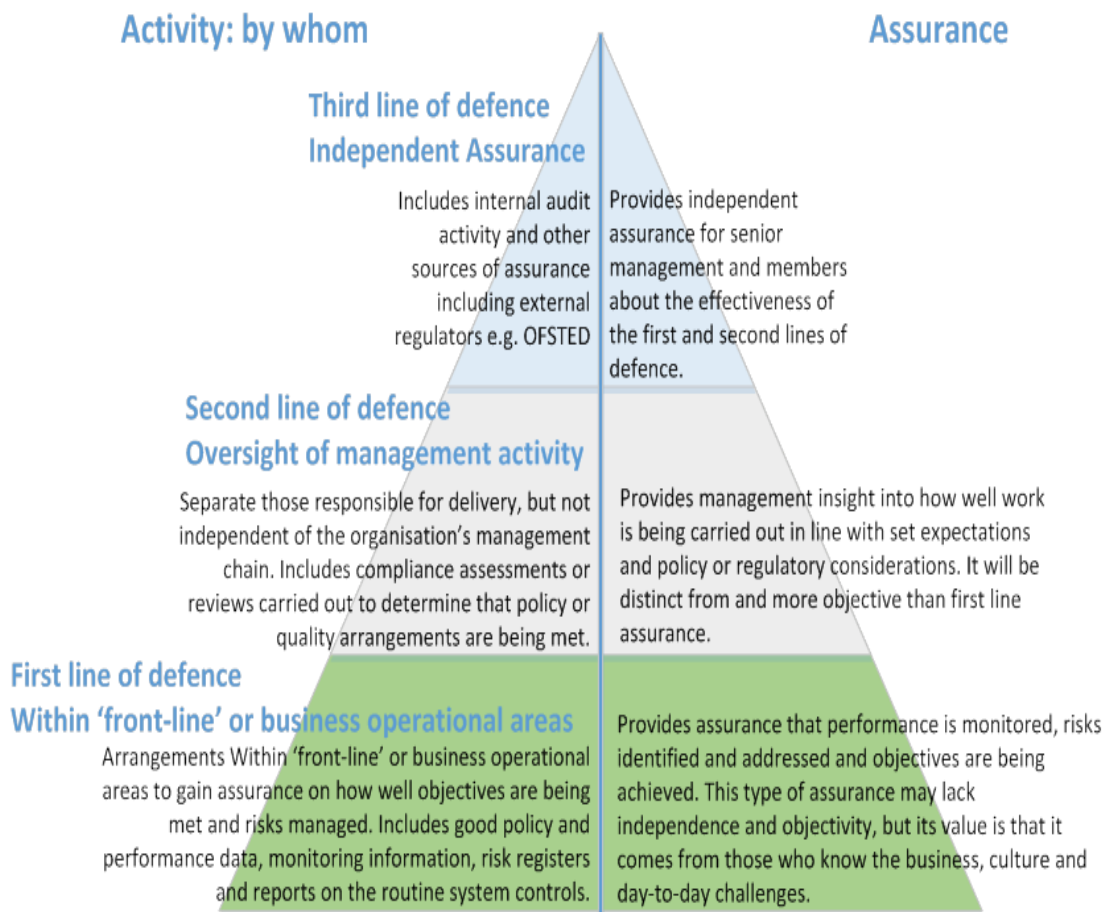 Activity: by whom
Assurance
Third line of defence
Independent Assurance
Includes internal audit
activity and other
sources of assurance
including external
regulators e.g. OFSTED
Provides independent
assurance for senior
management and members
about the effectiveness of
the first and second lines of
defence.
Second line of defence
Oversight of management activity
Separate those responsible for delivery, but not
independent of the organisation’s management
chain. Includes compliance assessments or
reviews carried out to determine that policy or
quality arrangements are being met.
Provides management insight into how well work
is being carried out in line with set expectations
and policy or regulatory considerations. It will be
distinct from and more objective than first line
assurance.
First line of defence
Within ‘front-line’ or business operational areas
Arrangements Within ‘front-line’ or business operational
areas to gain assurance on how well objectives are being
met and risks managed. Includes good policy and
performance data, monitoring information, risk registers
and reports on the routine system controls.
Provides assurance that performance is monitored, risks
identified and addressed and objectives are being
achieved. This type of assurance may lack
independence and objectivity, but its value is that it
comes from those who know the business, culture and
day-to-day challenges.